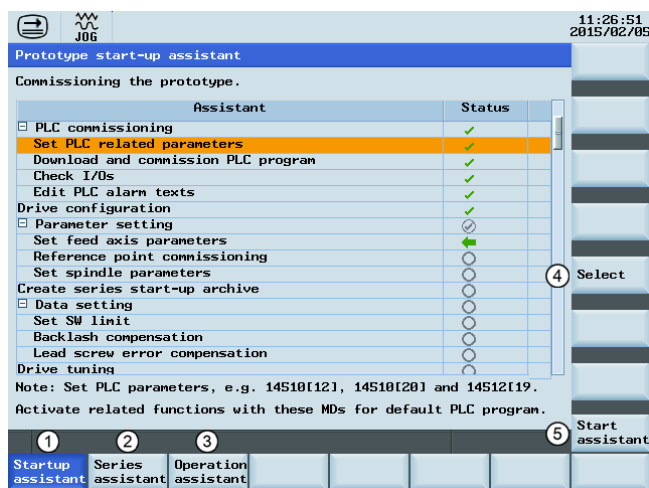 JOG
11:26:51
2015/02/05
Prototype start-up assistant
Commissioning the prototype.
Assistant Status
PLC commissioning
Set PLC related parameters
Download and commission PLC program
Check I/Os
Edit PLC alarm texts
Drive configuration
Parameter setting
Set feed axis parameters
Reference point commissioning
Set spindle parameters
Create series start-up archive
Data setting
Set SW limit
Backlash compensation
Lead screw error compensation
Drive tuning
4 Select
Note: Set PLC parameters, e.g. 14510[12], 14510[20] and 14512[19.
Activate related functions with these MDs for default PLC program.
5 Start
assistant
1 2 3
Startup Series Operation
assistant assistant assistant